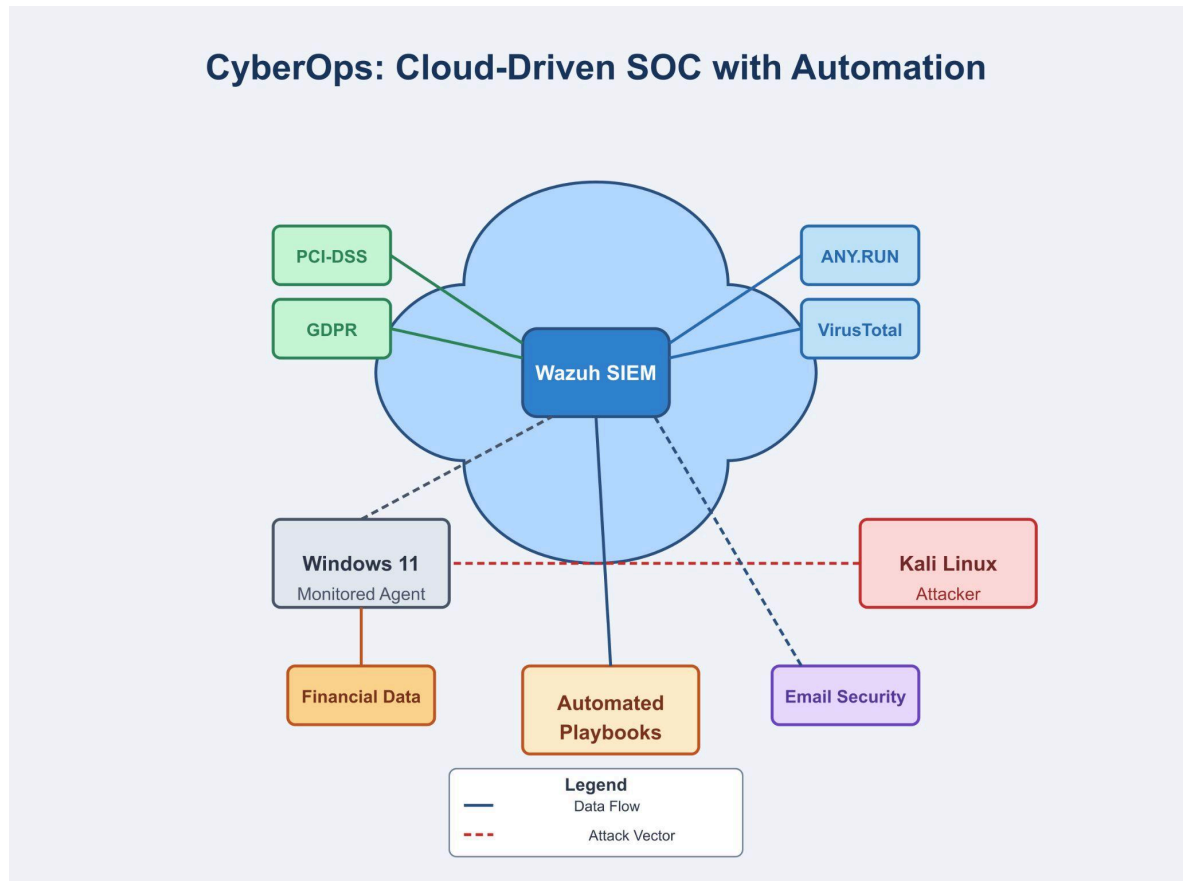 CyberOps: Cloud-Driven SOC with Automation
PCI-DSS
ANY.RUN
GDPR
VirusTotal
Wazuh SIEM
Windows 11
Monitored Agent
Kali Linux
Attacker
Financial Data
Automated
Playbooks
Email Security
Legend
Data Flow
Attack Vector